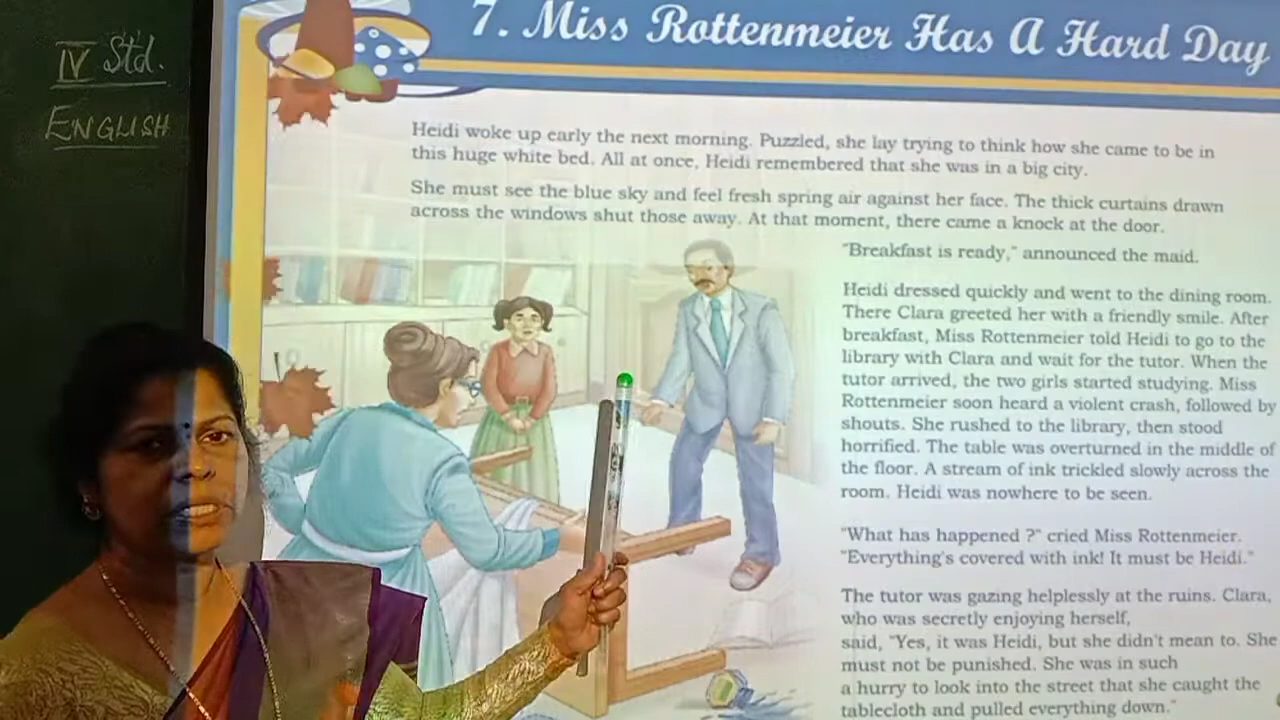 IV Std.
ENGLISH
7. Miss Rottenmeier Has A Hard Day
Heidi woke up early the next morning. Puzzled, she lay trying to think how she came to be in
this huge white bed. All at once, Heidi remembered that she was in a big city.
She must see the blue sky and feel fresh spring air against her face. The thick curtains drawn
across the windows shut those away. At that moment, there came a knock at the door.
"Breakfast is ready," announced the maid.
Heidi dressed quickly and went to the dining room.
There Clara greeted her with a friendly smile. After
breakfast, Miss Rottenmeier told Heidi to go to the
library with Clara and wait for the tutor. When the
tutor arrived, the two girls started studying. Miss
Rottenmeier soon heard a violent crash, followed by
shouts. She rushed to the library, then stood
horrified. The table was overturned in the middle of
the floor. A stream of ink trickled slowly across the
room. Heidi was nowhere to be seen.
"What has happened ?" cried Miss Rottenmeier.
"Everything's covered with ink! It must be Heidi."
The tutor was gazing helplessly at the ruins. Clara,
who was secretly enjoying herself,
said, "Yes, it was Heidi, but she didn't mean to. She
must not be punished. She was in such
a hurry to look into the street that she caught the
tablecloth and pulled everything down."